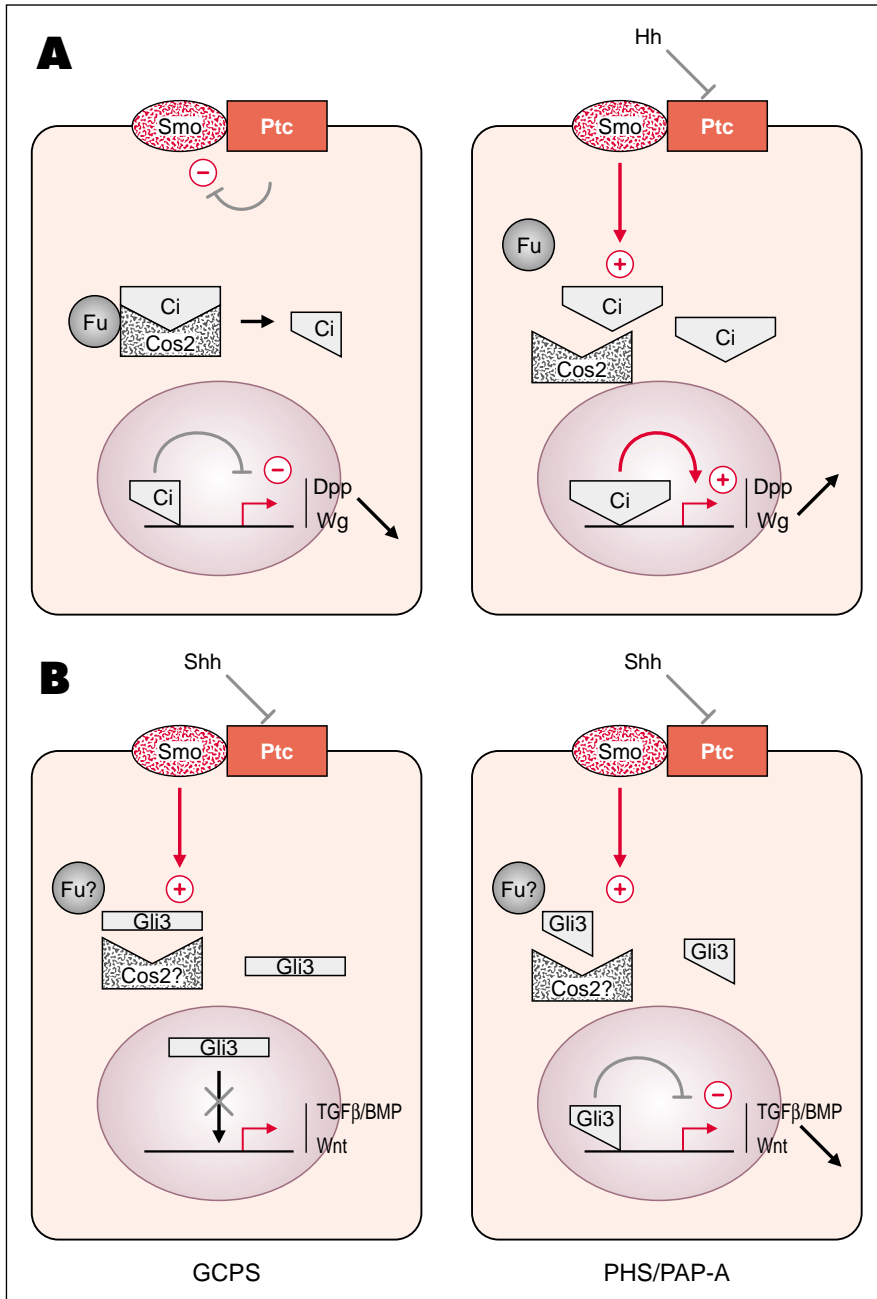 A
Smo
Ptc
−
Fu
Ci
Cos2
Ci
Ci
−
Dpp
Wg
Hh
Smo
Ptc
Fu
+
Ci
Ci
Cos2
Ci
+
Dpp
Wg
B
Shh
Smo
Ptc
Fu?
+
Gli3
Cos2?
Gli3
Gli3
TGFβ/BMP
Wnt
GCPS
Shh
Smo
Ptc
Fu?
+
Gli3
Gli3
Cos2?
Gli3
−
TGFβ/BMP
Wnt
PHS/PAP-A